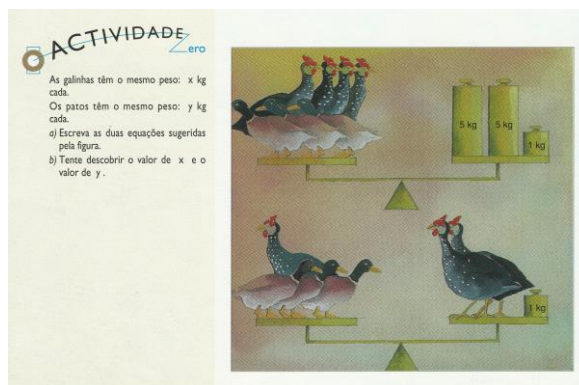 ACTIVIDADE
Zero
As galinhas têm o mesmo peso: x kg
cada.
Os patos têm o mesmo peso: y kg
cada.
a) Escreva as duas equações sugeridas
pela figura.
b) Tente descobrir o valor de x e o
valor de y .
5 kg 5 kg 1 kg
1 kg